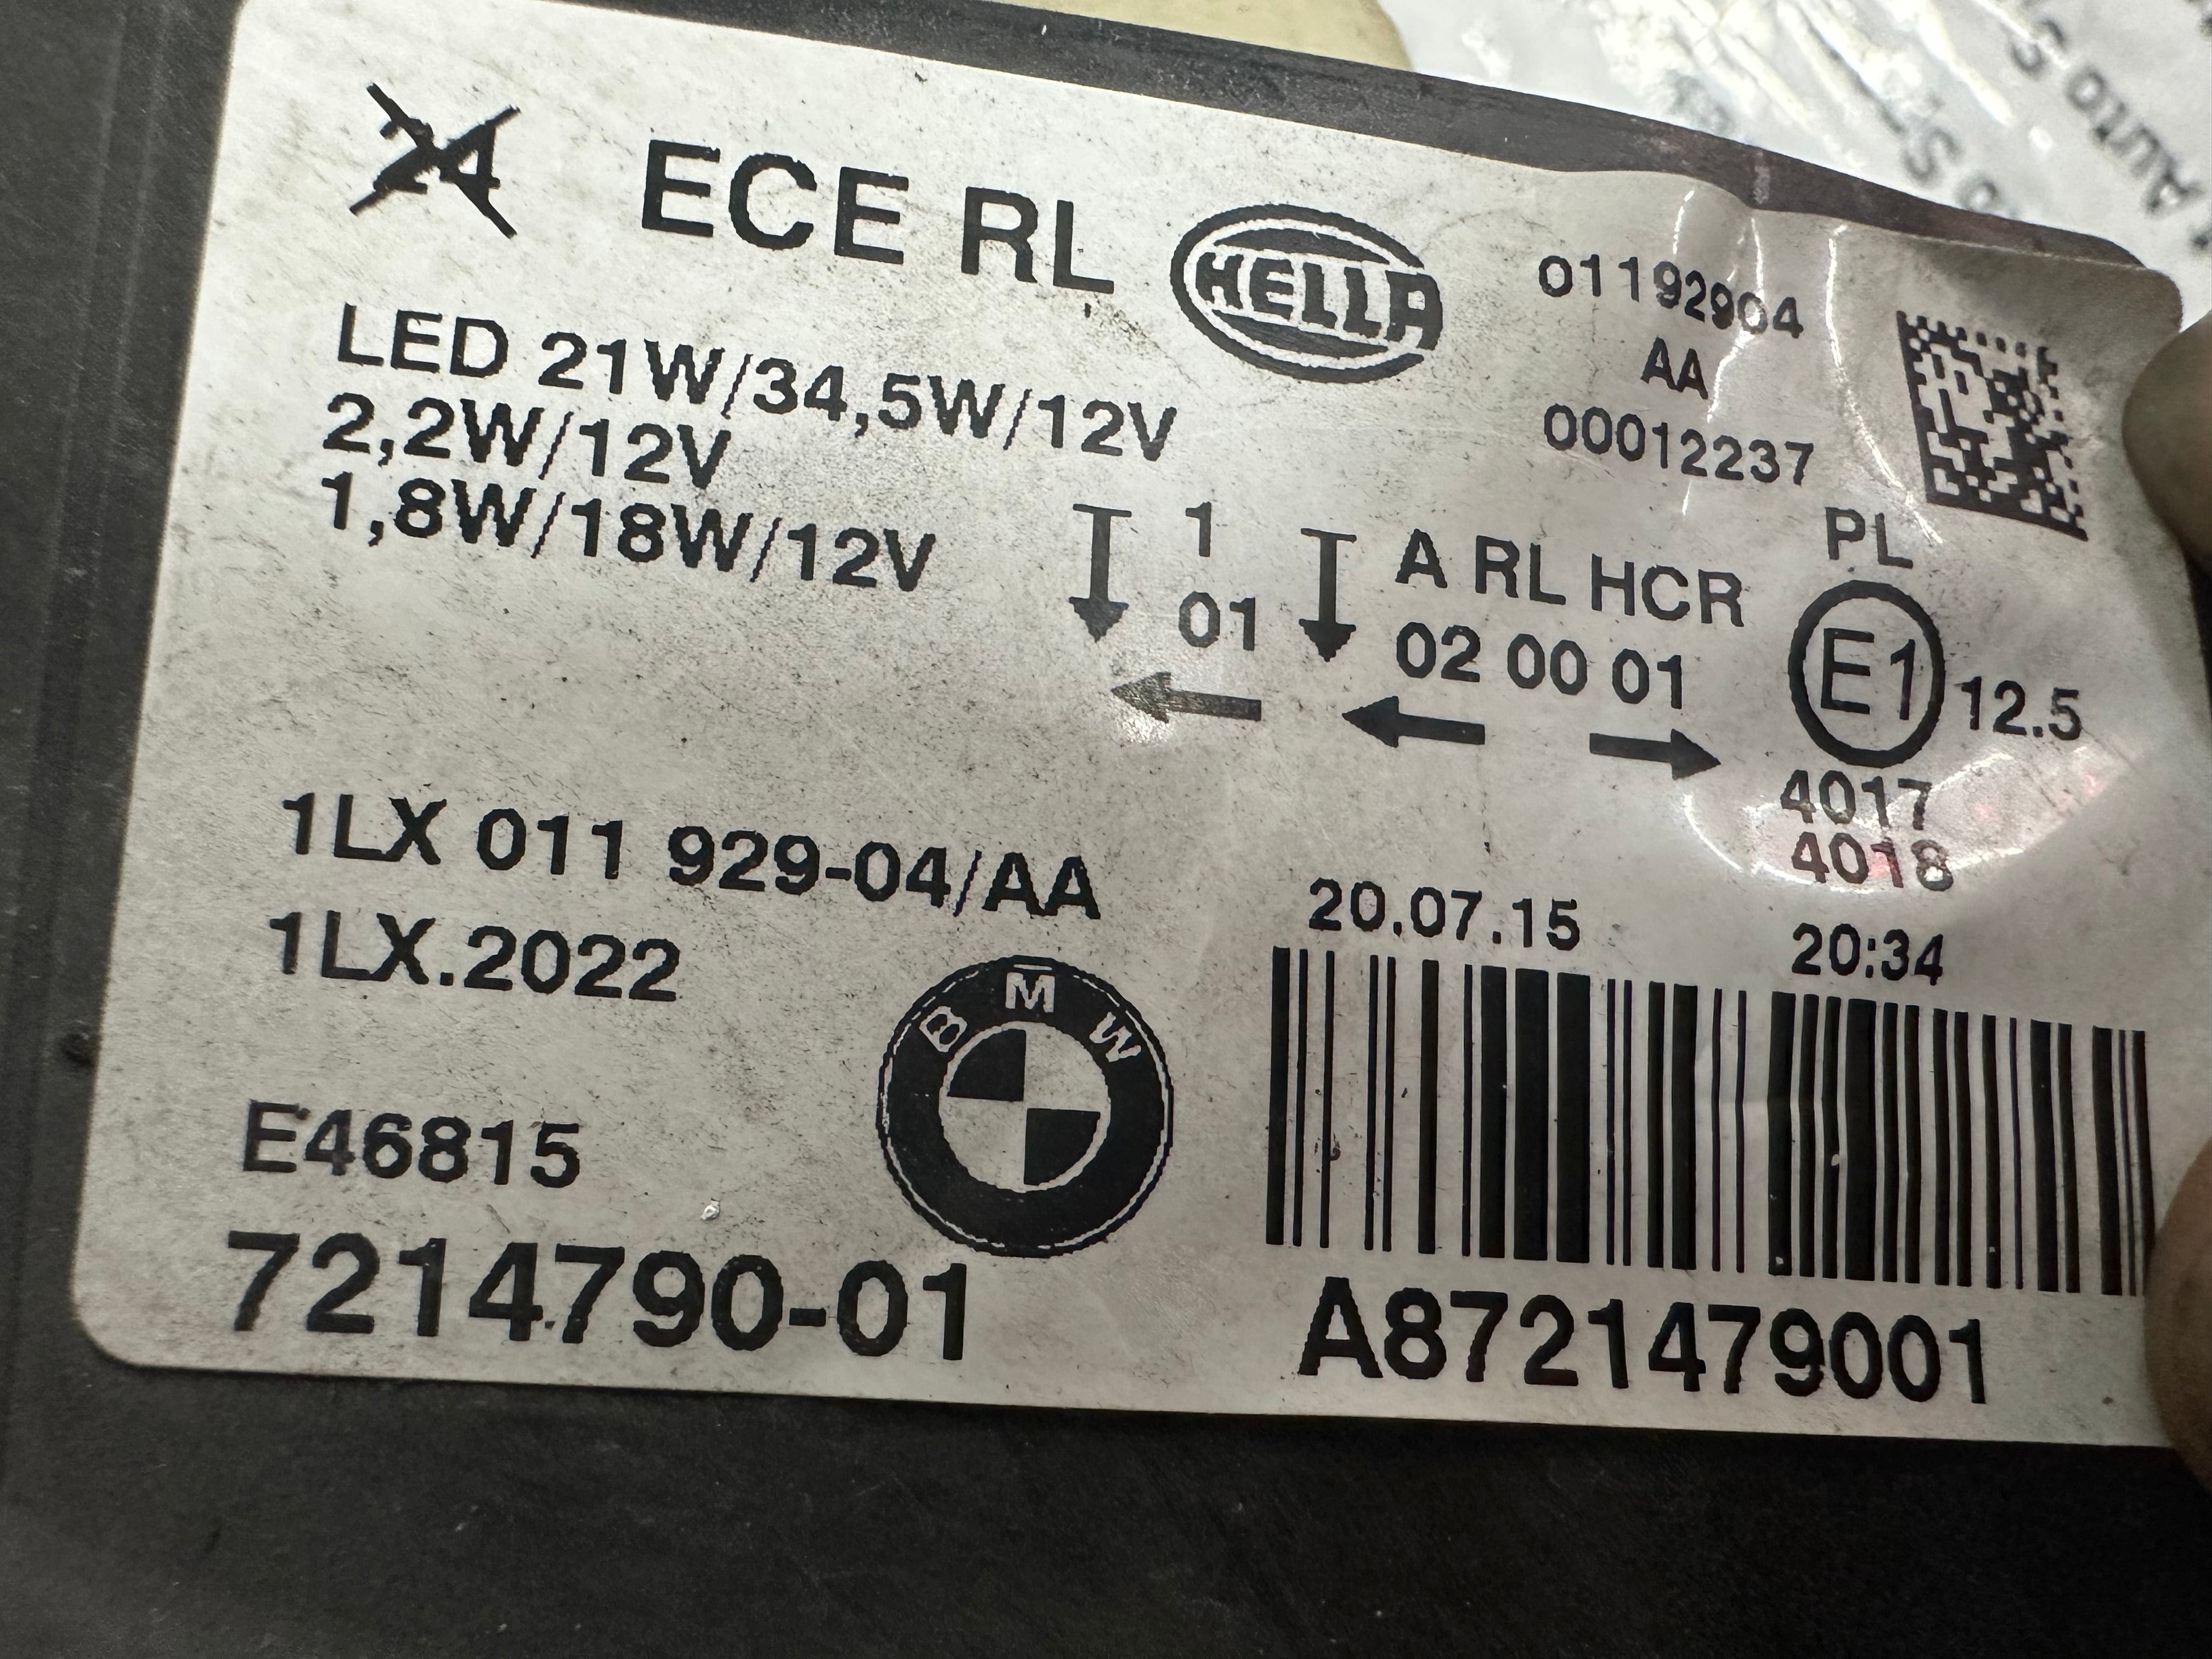 24 ECE RL HELLA
01192904
AA
00012237
LED 21W/34,5W/12V
2,2W/12V
1,8W/18W/12V
1
01
A RL HCR
02 00 01
PL
E1 12.5
4017
4018
1LX 011 929-04/AA
1LX.2022
20.07.15 20:34
BMW
E46815
7214790-01
A8721479001
Auto S